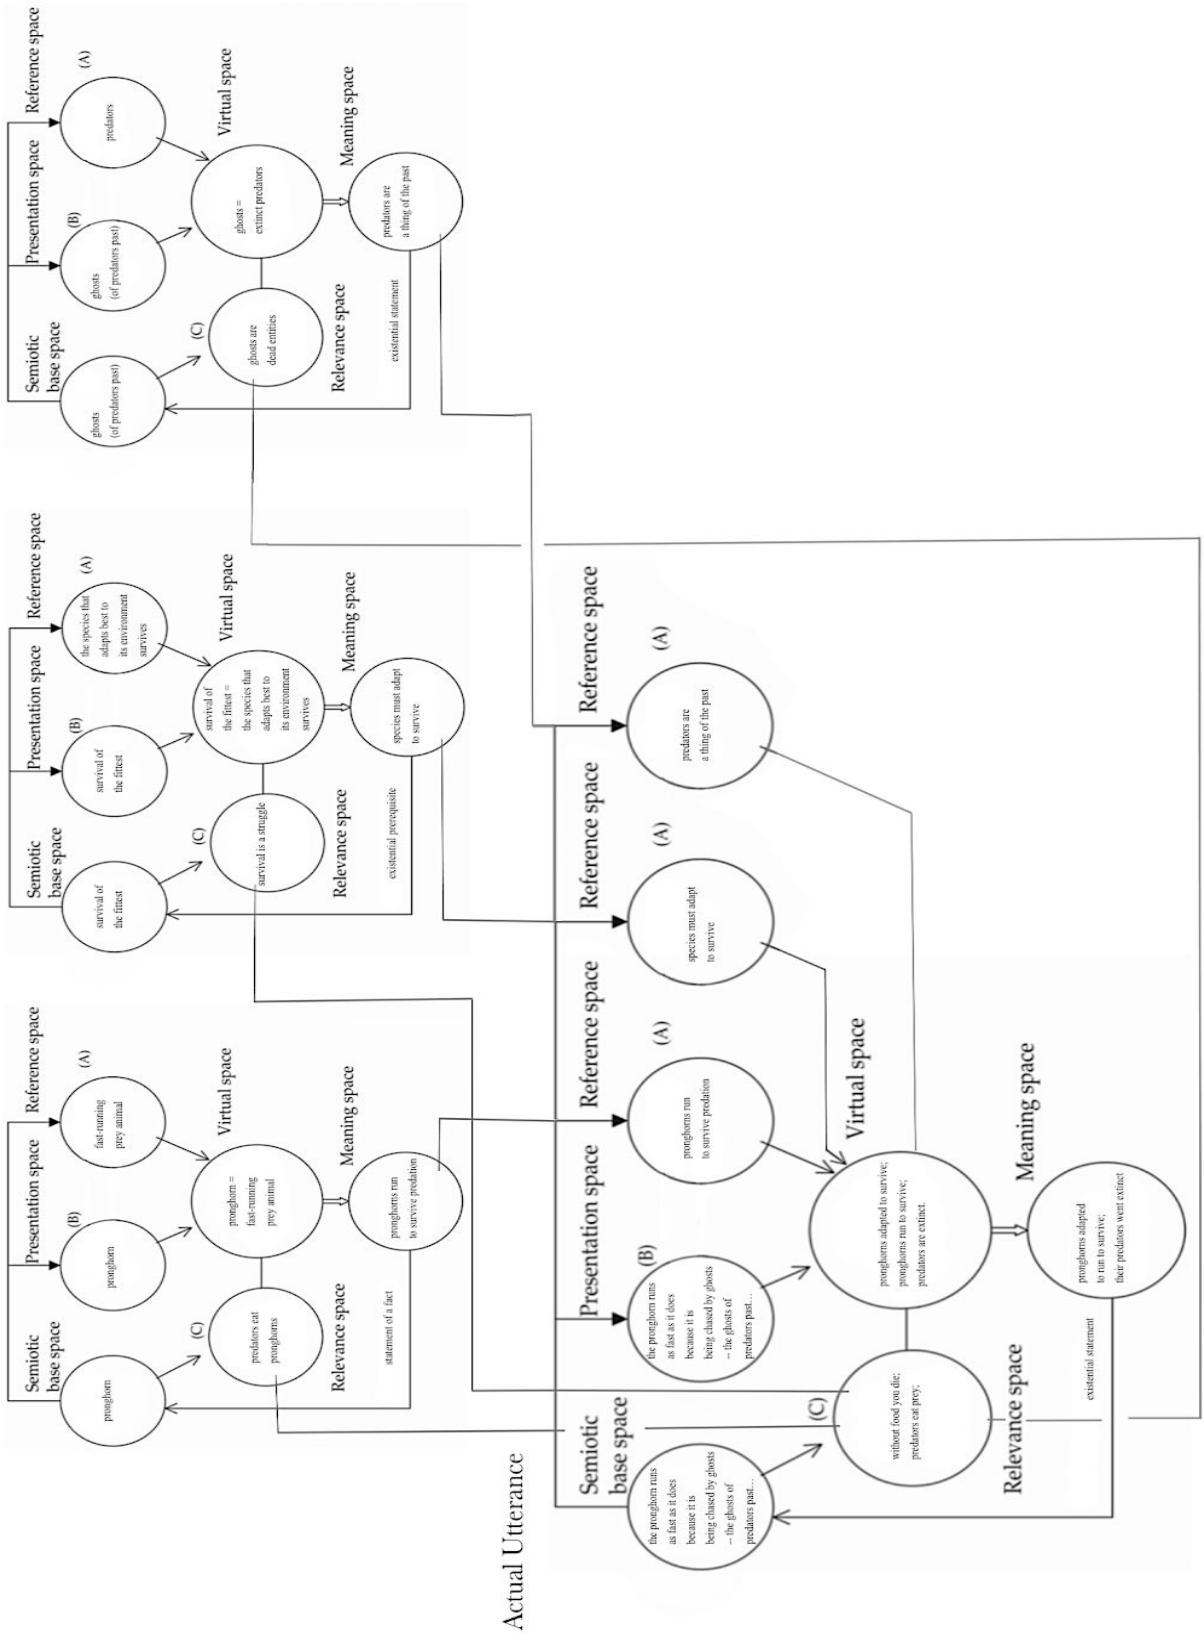 Semiotic
base space
Presentation space
Reference space
pronghorn
(B)
pronghorn
(A)
fast-running
prey animal
(C)
predators eat
pronghorns
Relevance space
pronghorn =
fast-running
prey animal
Virtual space
statement of a fact
pronghorns run
to survive predation
Meaning space
Semiotic
base space
Presentation space
Reference space
survival of
the fittest
(B)
survival of
the fittest
(A)
the species that
adapts best to
its environment
survives
(C)
survival is a struggle
Relevance space
survival of
the fittest =
the species that
adapts best to
its environment
survives
Virtual space
existential prerequisite
species must adapt
to survive
Meaning space
Semiotic
base space
Presentation space
Reference space
ghosts
(of predators past)
(B)
ghosts
(of predators past)
(A)
predators
(C)
ghosts are
dead entities
Relevance space
ghosts =
extinct predators
Virtual space
existential statement
predators are
a thing of the past
Meaning space
Actual Utterance
Semiotic
base space
Presentation space
Reference space
Reference space
Reference space
the pronghorn runs
as fast as it does
because it is
being chased by ghosts
-- the ghosts of
predators past...
(B)
the pronghorn runs
as fast as it does
because it is
being chased by ghosts
-- the ghosts of
predators past...
(A)
pronghorns run
to survive predation
(A)
species must adapt
to survive
(A)
predators are
a thing of the past
(C)
without food you die;
predators eat prey;
Relevance space
pronghorns adapted to survive;
pronghorns run to survive;
predators are extinct.
Virtual space
existential statement
pronghorns adapted
to run to survive;
their predators went extinct
Meaning space